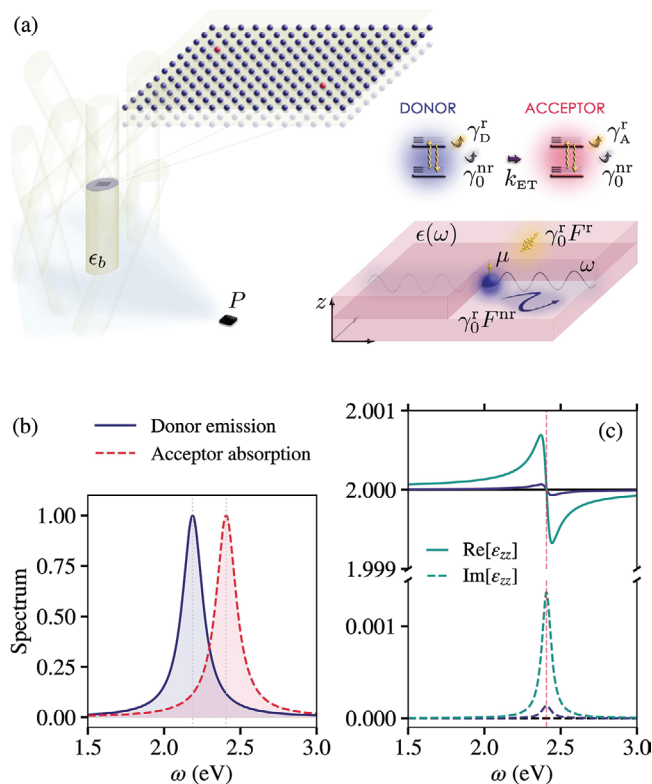 (a)
DONOR
ACCEPTOR
γ_D^r
γ_A^r
γ_0^nr
k_ET
γ_0^nr
ϵ_b
P
ϵ(ω)
γ_0^r F^r
μ
ω
z
γ_0^r F^nr
(b)
Donor emission
Acceptor absorption
1.00
0.75
0.50
0.25
0.00
Spectrum
1.5 2.0 2.5 3.0
ω (eV)
(c)
2.001
2.000
1.999
Re[ε_zz]
Im[ε_zz]
0.001
0.000
1.5 2.0 2.5 3.0
ω (eV)